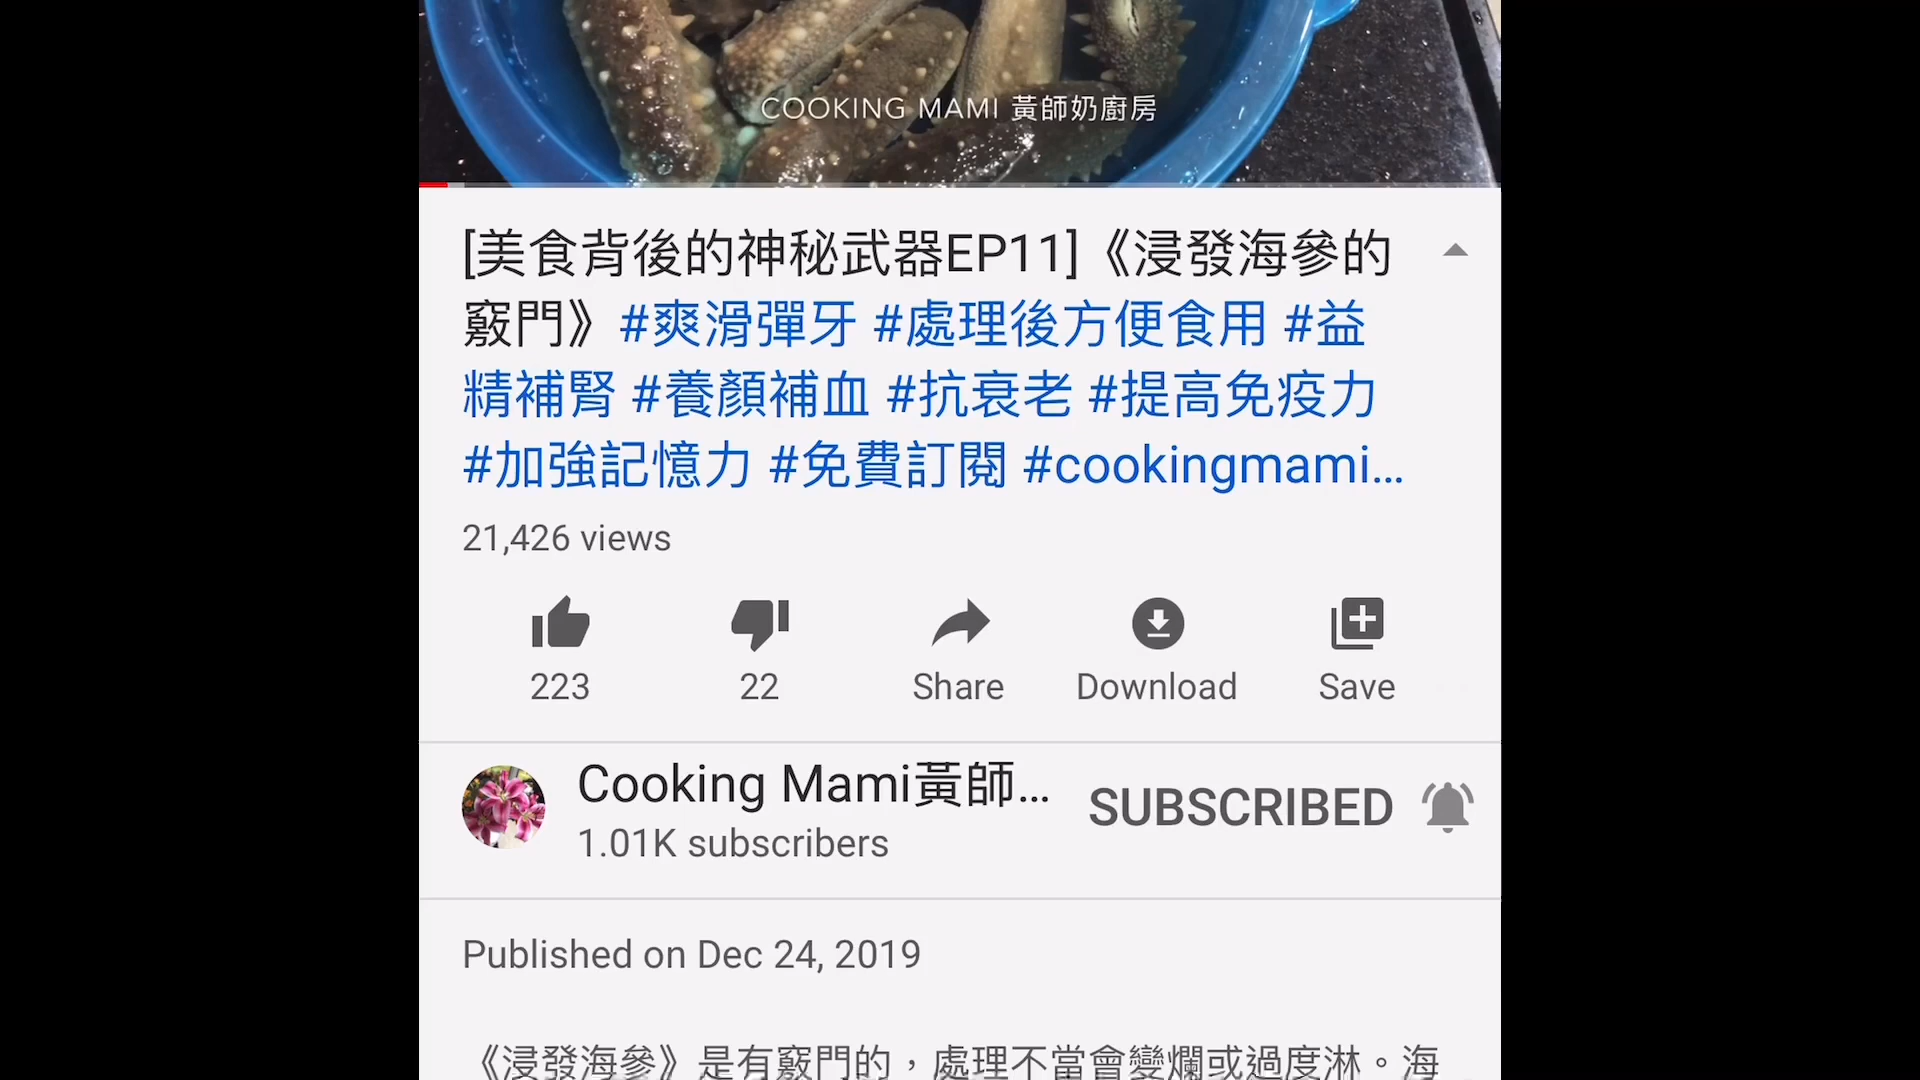 COOKING MAMI 黃師奶廚房
[美食背後的神秘武器EP11]《浸發海參的
竅門》#爽滑彈牙 #處理後方便食用 #益
精補腎 #養顏補血 #抗衰老 #提高免疫力
#加強記憶力 #免費訂閱 #cookingmami...
21,426 views
223
22
Share
Download
Save
Cooking Mami黃師...
SUBSCRIBED
1.01K subscribers
Published on Dec 24, 2019
《浸發海參》是有竅門的，處理不當會變爛或過度淋。海